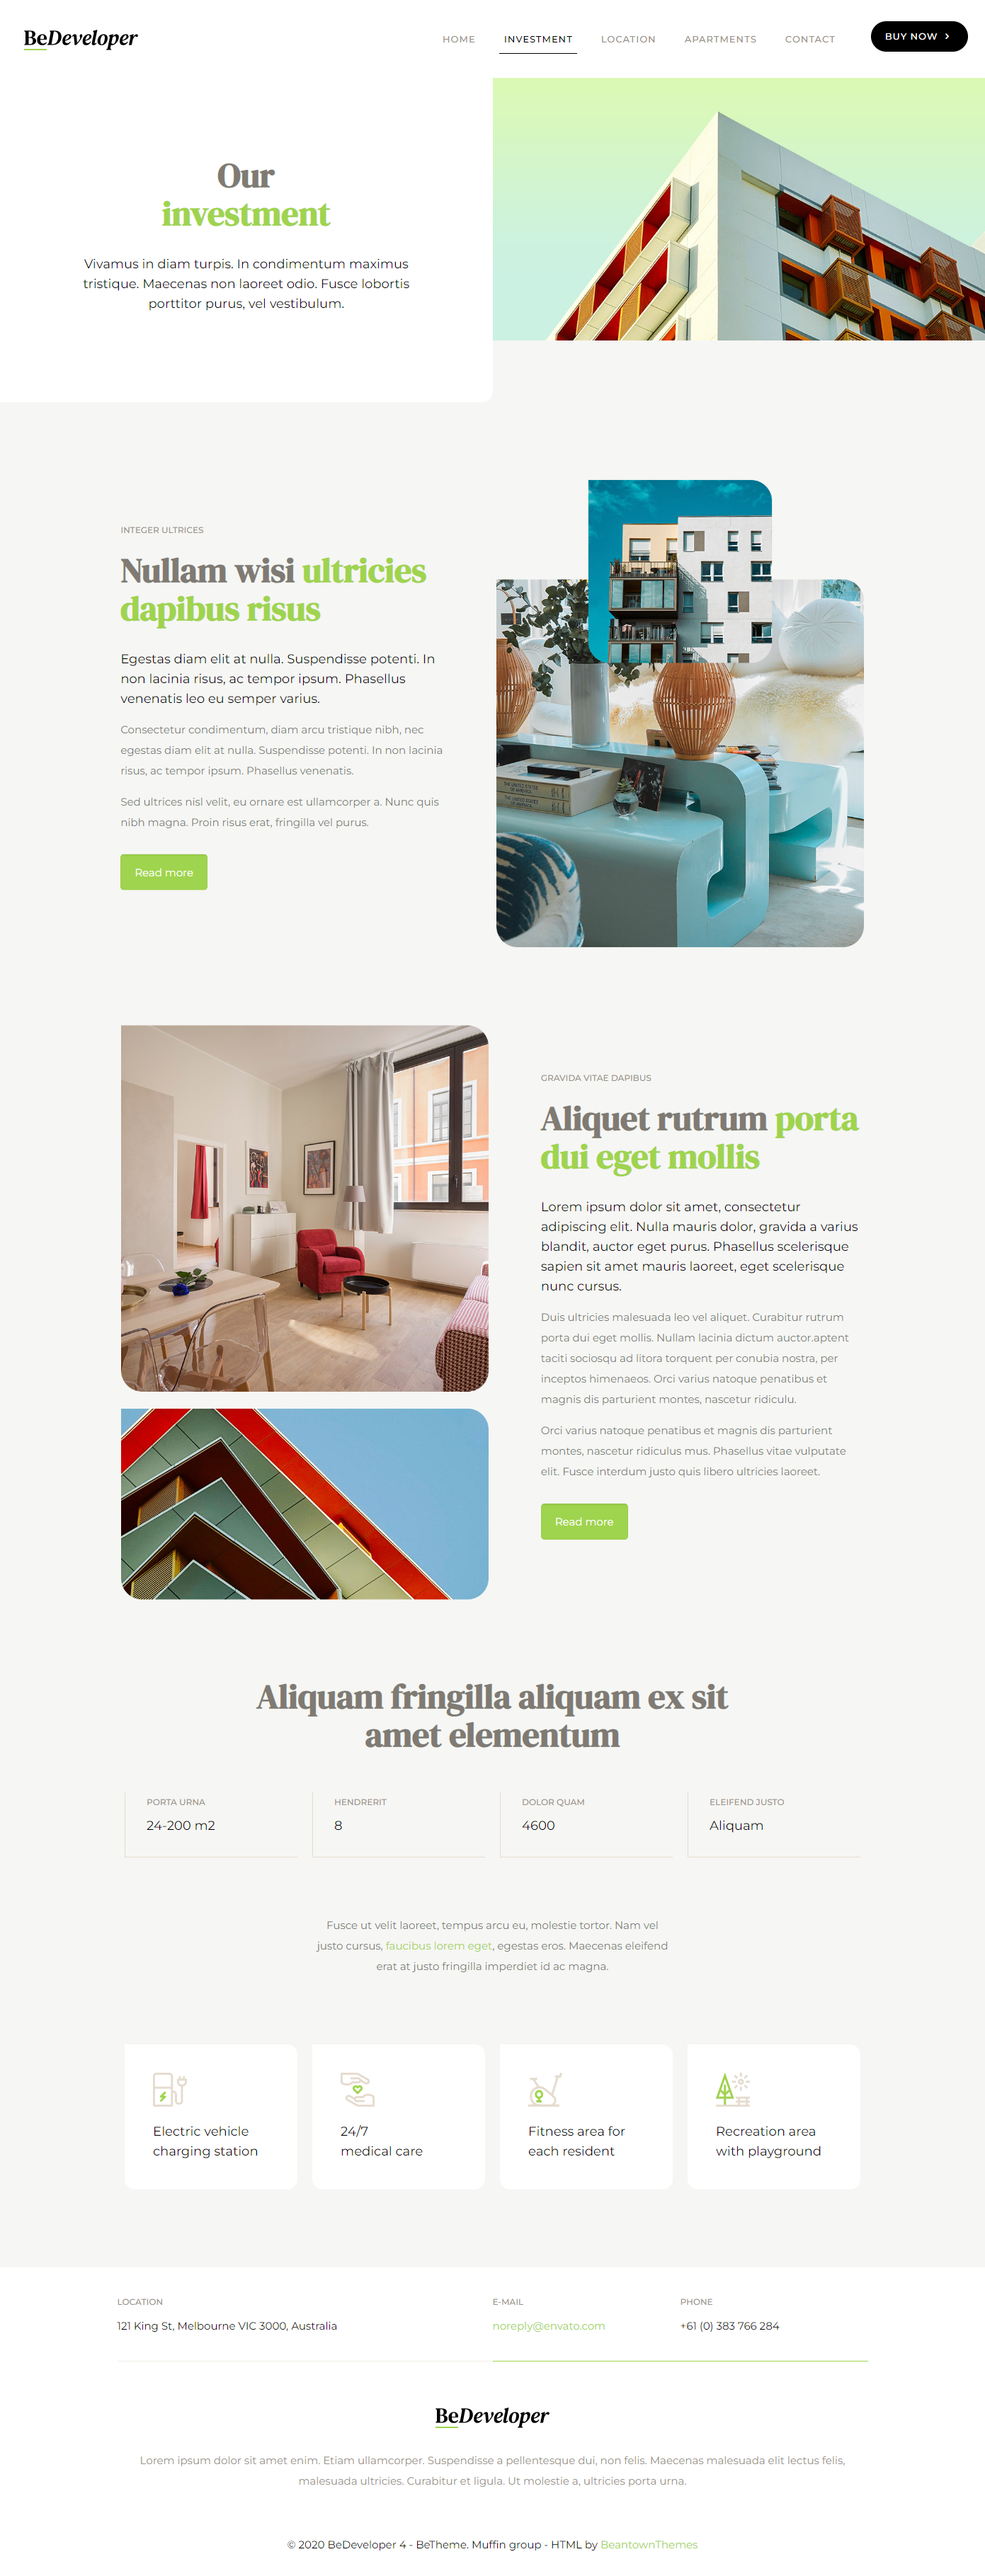 BeDeveloper
HOME INVESTMENT LOCATION APARTMENTS CONTACT BUY NOW
Our
investment
Vivamus in diam turpis. In condimentum maximus
tristique. Maecenas non laoreet odio. Fusce lobortis
porttitor purus, vel vestibulum.
INTEGER ULTRICES
Nullam wisi ultricies
dapibus risus
Egestas diam elit at nulla. Suspendisse potenti. In
non lacinia risus, ac tempor ipsum. Phasellus
venenatis leo eu semper varius.
Consectetur condimentum, diam arcu tristique nibh, nec
egestas diam elit at nulla. Suspendisse potenti. In non lacinia
risus, ac tempor ipsum. Phasellus venenatis.
Sed ultrices nisl velit, eu ornare est ullamcorper a. Nunc quis
nibh magna. Proin risus erat, fringilla vel purus.
Read more
GRAVIDA VITAE DAPIBUS
Aliquet rutrum porta
dui eget mollis
Lorem ipsum dolor sit amet, consectetur
adipiscing elit. Nulla mauris dolor, gravida a varius
blandit, auctor eget purus. Phasellus scelerisque
sapien sit amet mauris laoreet, eget scelerisque
nunc cursus.
Duis ultricies malesuada leo vel aliquet. Curabitur rutrum
porta dui eget mollis. Nullam lacinia dictum auctor.aptent
taciti sociosqu ad litora torquent per conubia nostra, per
inceptos himenaeos. Orci varius natoque penatibus et
magnis dis parturient montes, nascetur ridiculu.
Orci varius natoque penatibus et magnis dis parturient
montes, nascetur ridiculus mus. Phasellus vitae vulputate
elit. Fusce interdum justo quis libero ultricies laoreet.
Read more
Aliquam fringilla aliquam ex sit
amet elementum
PORTA URNA
24-200 m2
HENDRERIT
8
DOLOR QUAM
4600
ELEIFEND JUSTO
Aliquam
Fusce ut velit laoreet, tempus arcu eu, molestie tortor. Nam vel
justo cursus, faucibus lorem eget, egestas eros. Maecenas eleifend
erat at justo fringilla imperdiet id ac magna.
Electric vehicle
charging station
24/7
medical care
Fitness area for
each resident
Recreation area
with playground
LOCATION
121 King St, Melbourne VIC 3000, Australia
E-MAIL
noreply@envato.com
PHONE
+61 (0) 383 766 284
BeDeveloper
Lorem ipsum dolor sit amet enim. Etiam ullamcorper. Suspendisse a pellentesque dui, non felis. Maecenas malesuada elit lectus felis,
malesuada ultricies. Curabitur et ligula. Ut molestie a, ultricies porta urna.
© 2020 BeDeveloper 4 - BeTheme. Muffin group - HTML by BeantownThemes